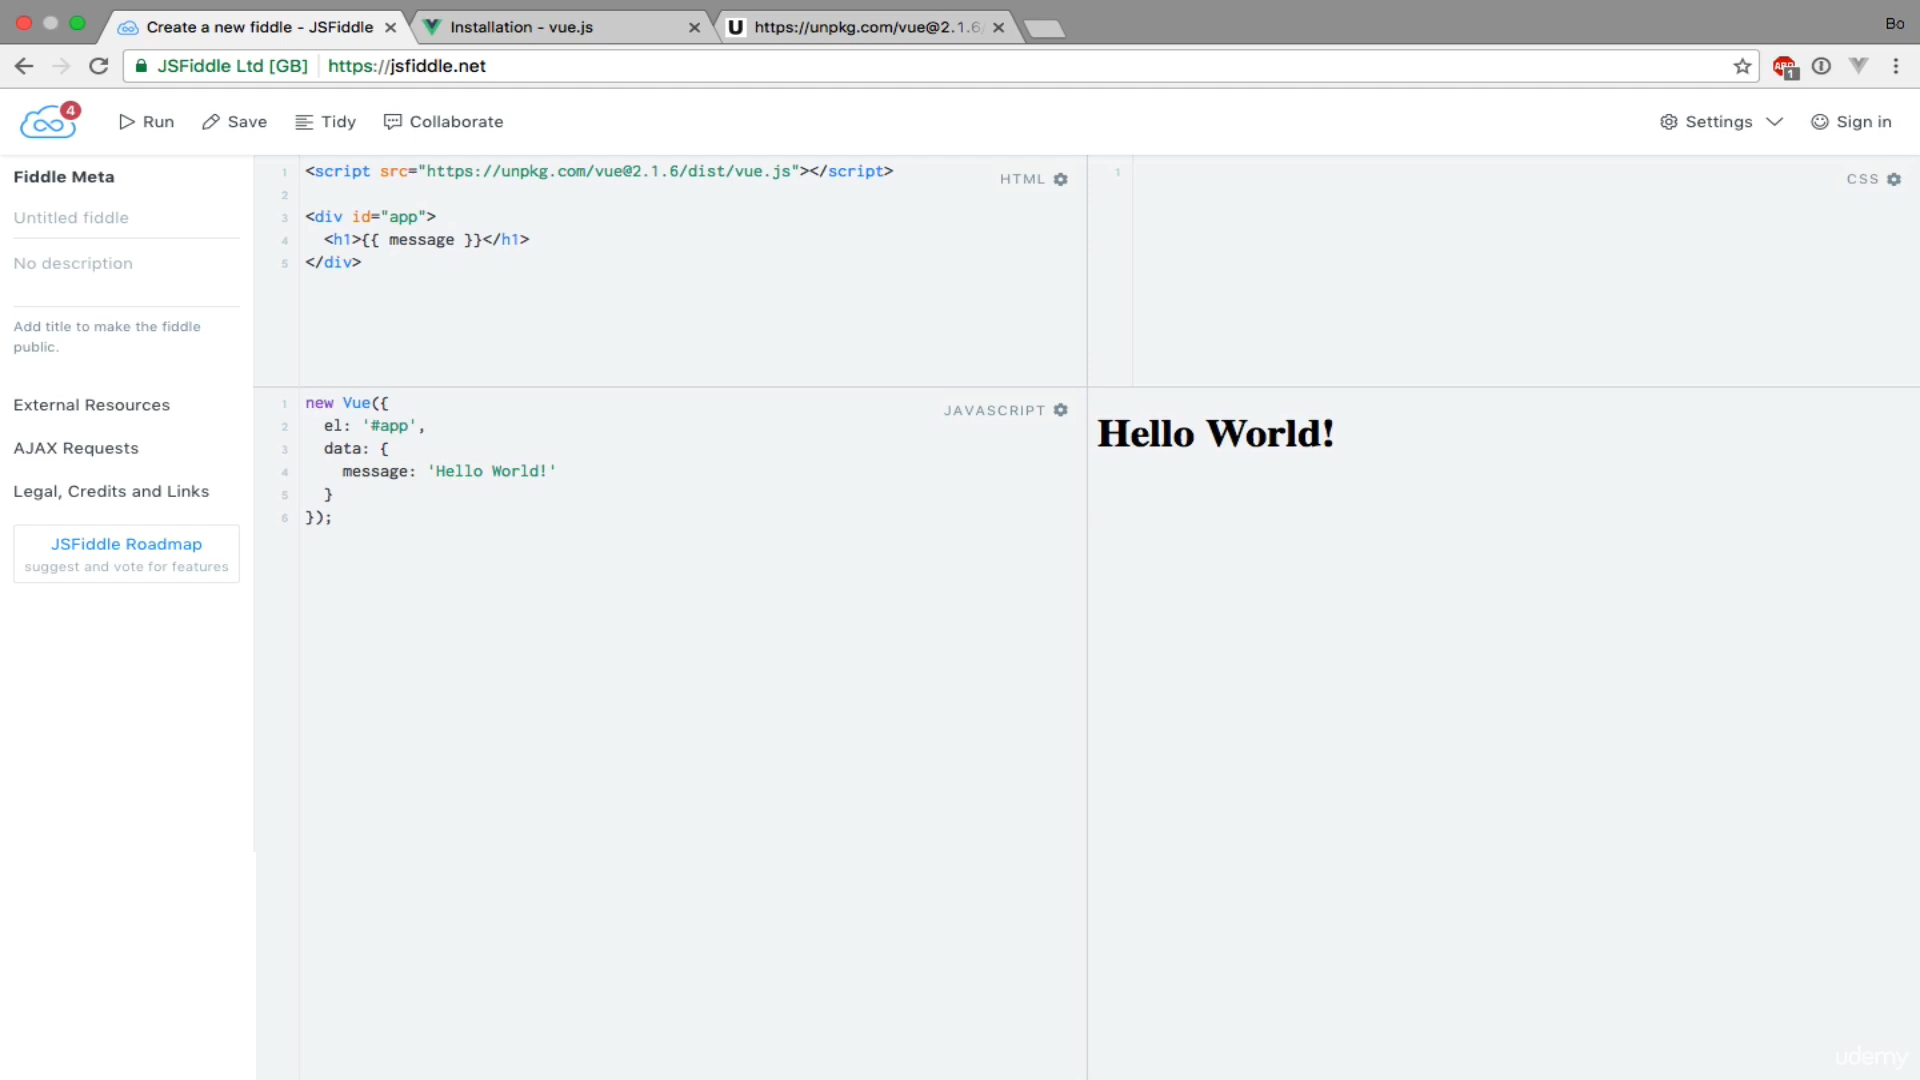 Create a new fiddle - JSFiddle
Installation - vue.js
U
https://unpkg.com/vue@2.1.6/
Bo
JSFiddle Ltd [GB]
https://jsfiddle.net
ABP
1
4
Run
Save
Tidy
Collaborate
Settings
Sign in
Fiddle Meta
Untitled fiddle
No description
Add title to make the fiddle
public.
External Resources
AJAX Requests
Legal, Credits and Links
JSFiddle Roadmap
suggest and vote for features
HTML
1 <script src="https://unpkg.com/vue@2.1.6/dist/vue.js"></script>
2
3 <div id="app">
4 <h1>{{ message }}</h1>
5 </div>
CSS
1
JAVASCRIPT
1 new Vue({
2 el: '#app',
3 data: {
4 message: 'Hello World!'
5 }
6 });
Hello World!
udemy